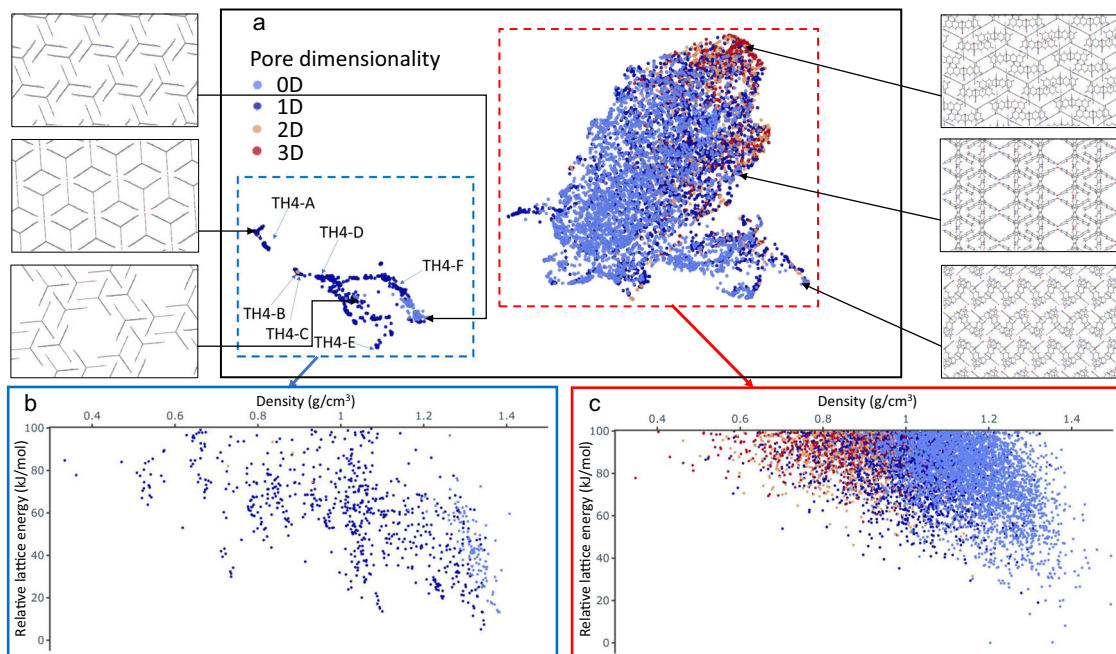 a
Pore dimensionality
0D
1D
2D
3D
TH4-A
TH4-D
TH4-F
TH4-B
TH4-C
TH4-E
b
Density (g/cm³)
0.4 0.6 0.8 1 1.2 1.4
Relative lattice energy (kJ/mol)
100
80
60
40
20
0
c
Density (g/cm³)
0.4 0.6 0.8 1 1.2 1.4
Relative lattice energy (kJ/mol)
100
80
60
40
20
0